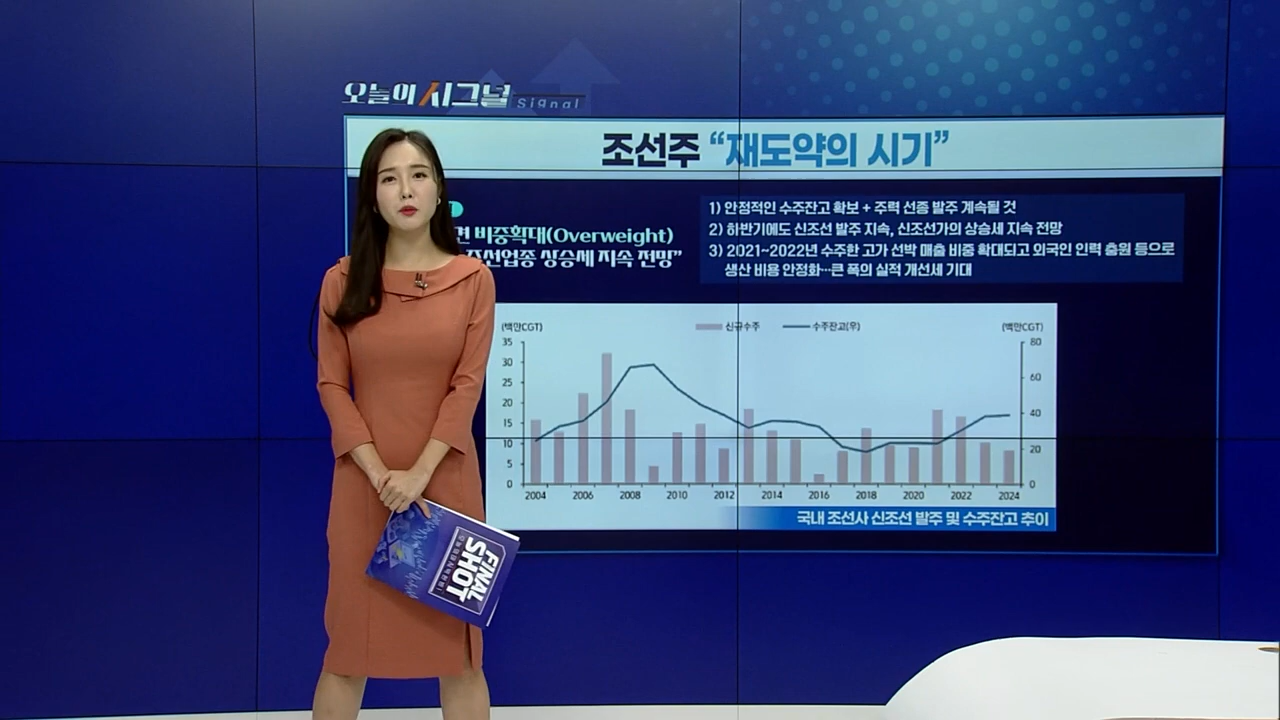 오늘의 시그널
Signal
조선주 “재도약의 시기”
1) 안정적인 수주잔고 확보 + 주력 선종 발주 계속될 것
비중확대(Overweight)
2) 하반기에도 신조선 발주 지속, 신조선가의 상승세 지속 전망
조선업종 상승세 지속 전망”
3) 2021~2022년 수주한 고가 선박 매출 비중 확대되고 외국인 인력 충원 등으로
생산 비용 안정화…큰 폭의 실적 개선세 기대
(백만CGT) 신규수주 수주잔고(우) (백만CGT)
35 80
30
25 60
20
15 40
10
5 20
0 0
2004 2006 2008 2010 2012 2014 2016 2018 2020 2022 2024
국내 조선사 신조선 발주 및 수주잔고 추이
FINAL
SHOT